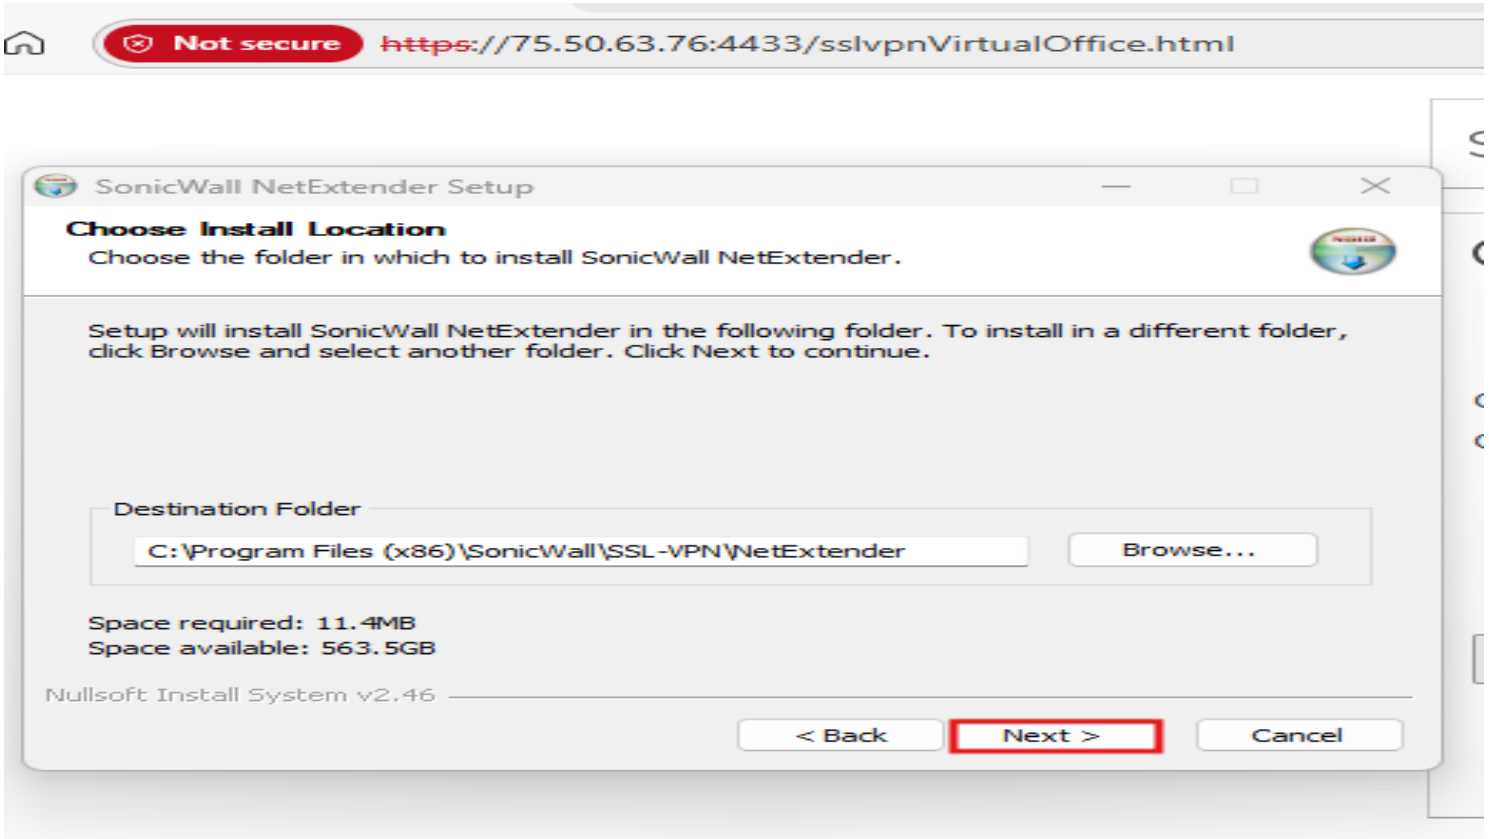 Not secure https://75.50.63.76:4433/sslvpnVirtualOffice.html
SonicWall NetExtender Setup
Choose Install Location
Choose the folder in which to install SonicWall NetExtender.
Setup will install SonicWall NetExtender in the following folder. To install in a different folder,
click Browse and select another folder. Click Next to continue.
Destination Folder
C:\Program Files (x86)\SonicWall\SSL-VPN\NetExtender
Browse...
Space required: 11.4MB
Space available: 563.5GB
Nullsoft Install System v2.46
< Back Next > Cancel